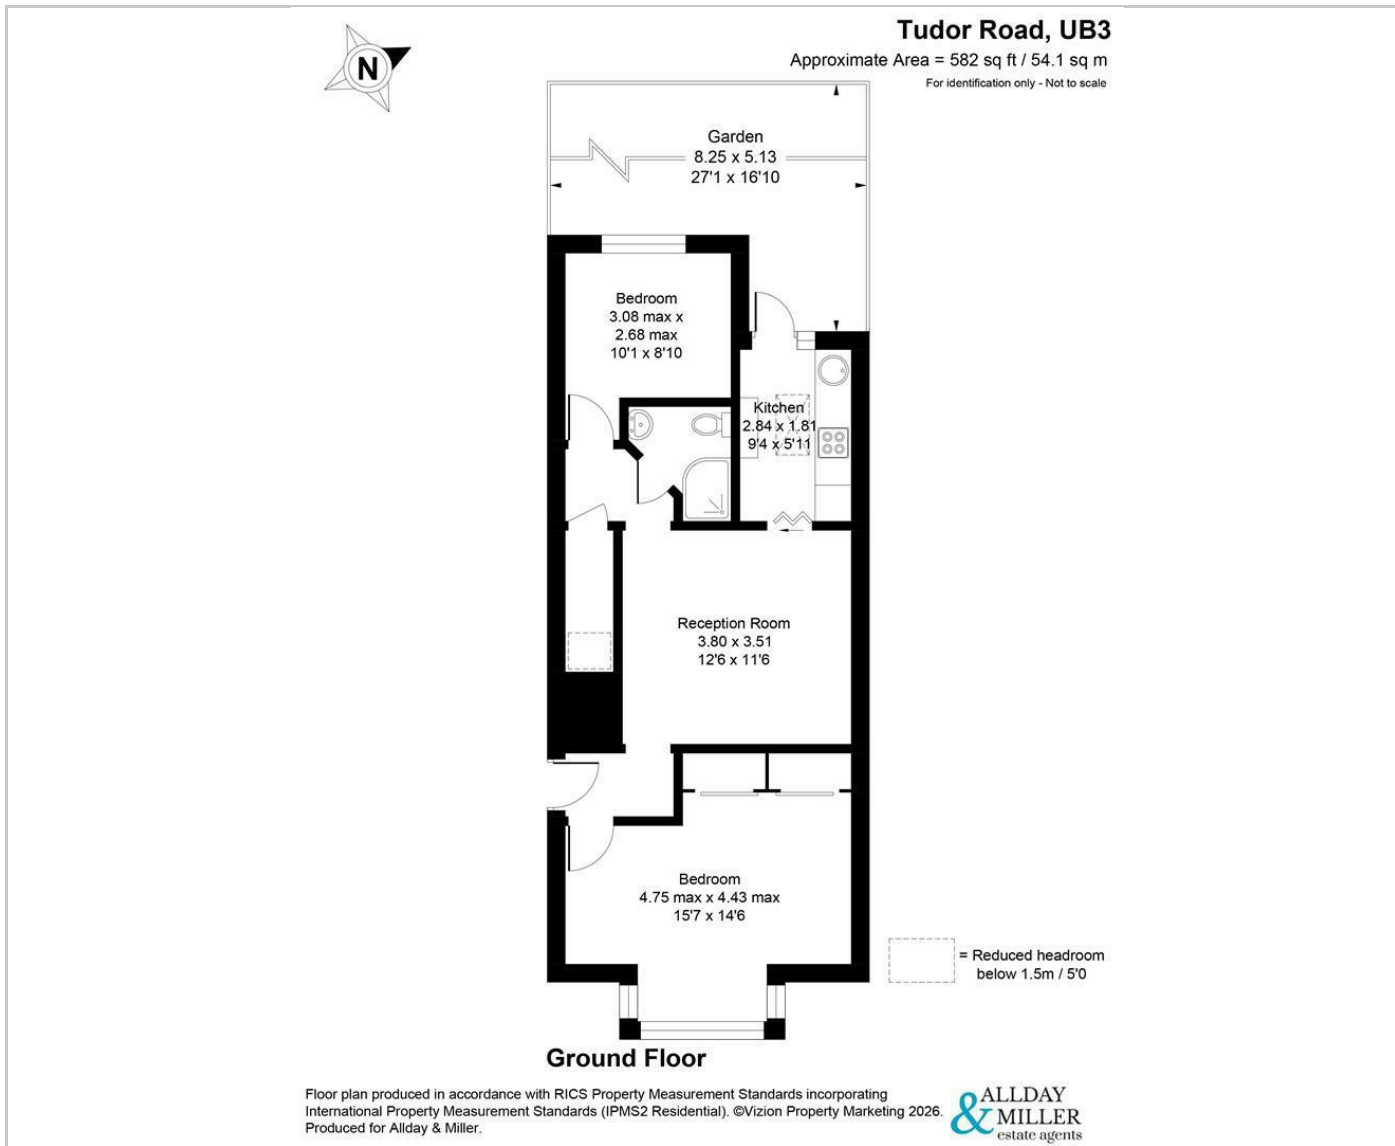 Tudor Road, UB3
Approximate Area = 582 sq ft / 54.1 sq m
For identification only - Not to scale
N
Garden
8.25 x 5.13
27'1 x 16'10
Bedroom
3.08 max x
2.68 max
10'1 x 8'10
Kitchen
2.84 x 1.81
9'4 x 5'11
Reception Room
3.80 x 3.51
12'6 x 11'6
Bedroom
4.75 max x 4.43 max
15'7 x 14'6
= Reduced headroom
below 1.5m / 5'0
Ground Floor
Floor plan produced in accordance with RICS Property Measurement Standards incorporating
International Property Measurement Standards (IPMS2 Residential). ©Vizion Property Marketing 2026.
Produced for Allday & Miller.
ALLDAY
& MILLER
estate agents